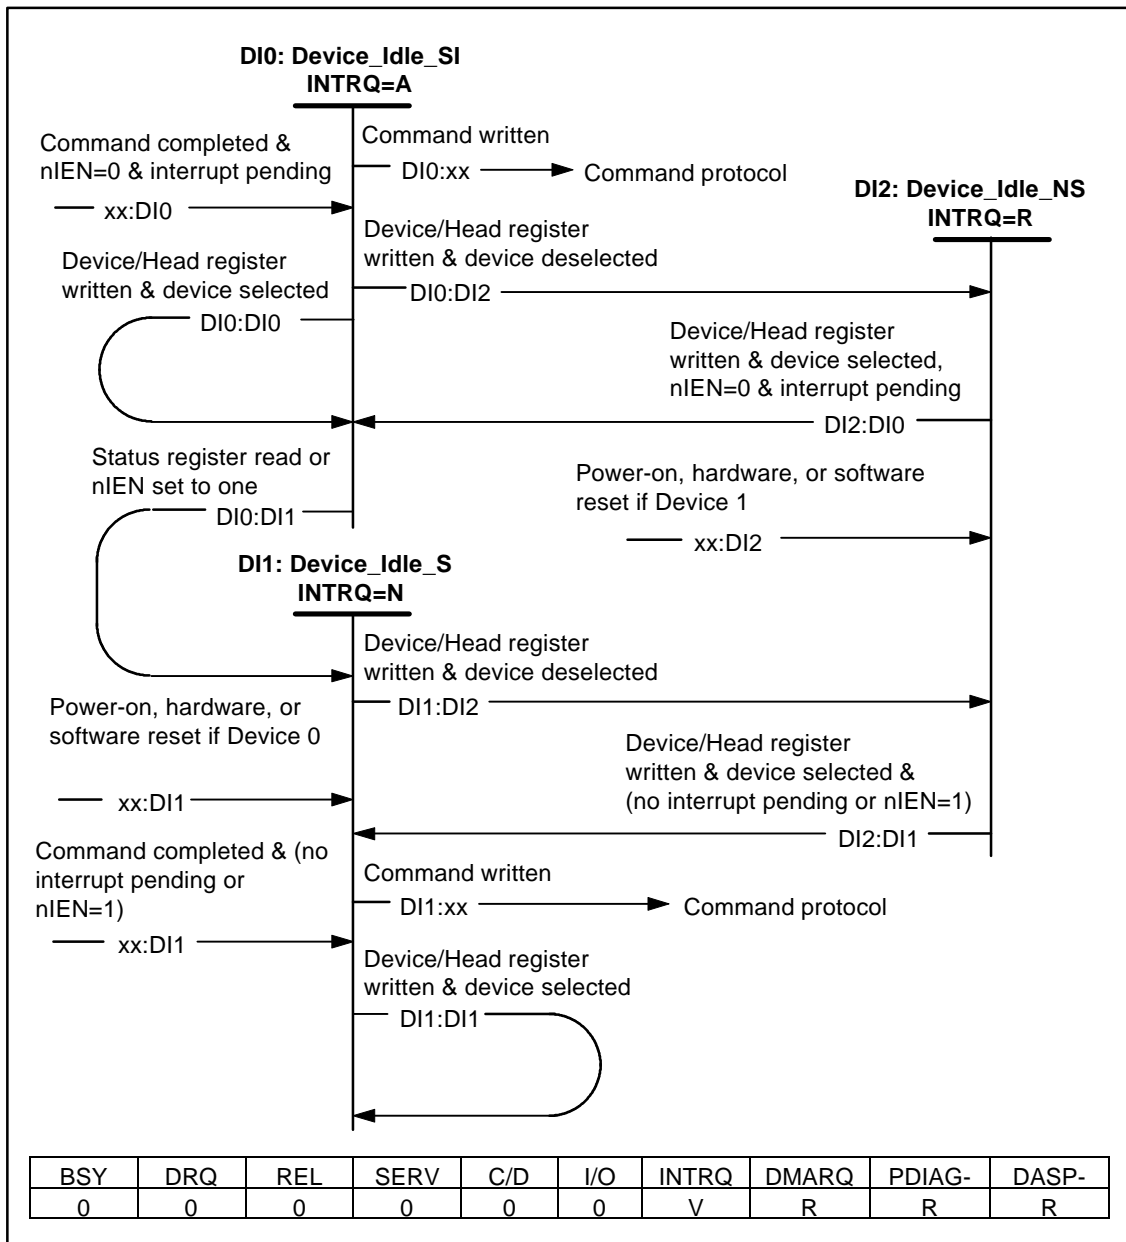 DI0: Device_Idle_SI
INTRQ=A
Command completed &
nIEN=0 & interrupt pending
xx:DI0
Command written
DI0:xx
Command protocol
DI2: Device_Idle_NS
INTRQ=R
Device/Head register
written & device selected
DI0:DI0
Device/Head register
written & device deselected
DI0:DI2
Device/Head register
written & device selected,
nIEN=0 & interrupt pending
DI2:DI0
Status register read or
nIEN set to one
DI0:DI1
Power-on, hardware, or software
reset if Device 1
xx:DI2
DI1: Device_Idle_S
INTRQ=N
Device/Head register
written & device deselected
DI1:DI2
Power-on, hardware, or
software reset if Device 0
xx:DI1
Device/Head register
written & device selected &
(no interrupt pending or nIEN=1)
DI2:DI1
Command completed & (no
interrupt pending or
nIEN=1)
xx:DI1
Command written
DI1:xx
Command protocol
Device/Head register
written & device selected
DI1:DI1
BSY DRQ REL SERV C/D I/O INTRQ DMARQ PDIAG- DASP-
0 0 0 0 0 0 V R R R